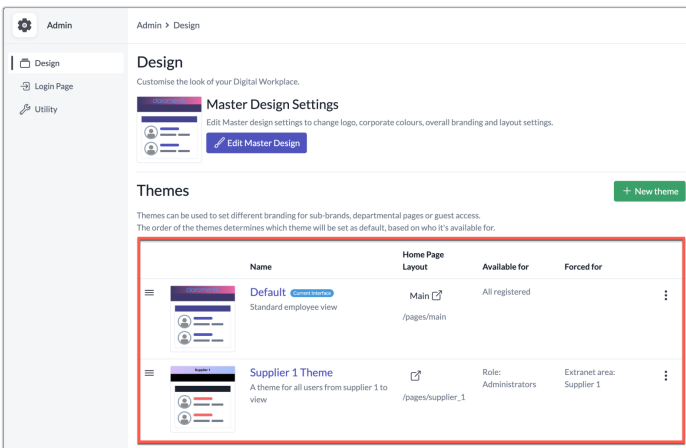 Admin
Admin > Design
Design
Login Page
Utility
Design
Customise the look of your Digital Workplace.
Master Design Settings
Edit Master design settings to change logo, corporate colours, overall branding and layout settings.
Edit Master Design
Themes
+ New theme
Themes can be used to set different branding for sub-brands, departmental pages or guest access.
The order of the themes determines which theme will be set as default, based on who it's available for.
Home Page
Name Layout Available for Forced for
Default Current Interface Main All registered
Standard employee view
/pages/main
Supplier 1
Supplier 1 Theme Role: Extranet area:
A theme for all users from supplier 1 to Administrators Supplier 1
view /pages/supplier_1